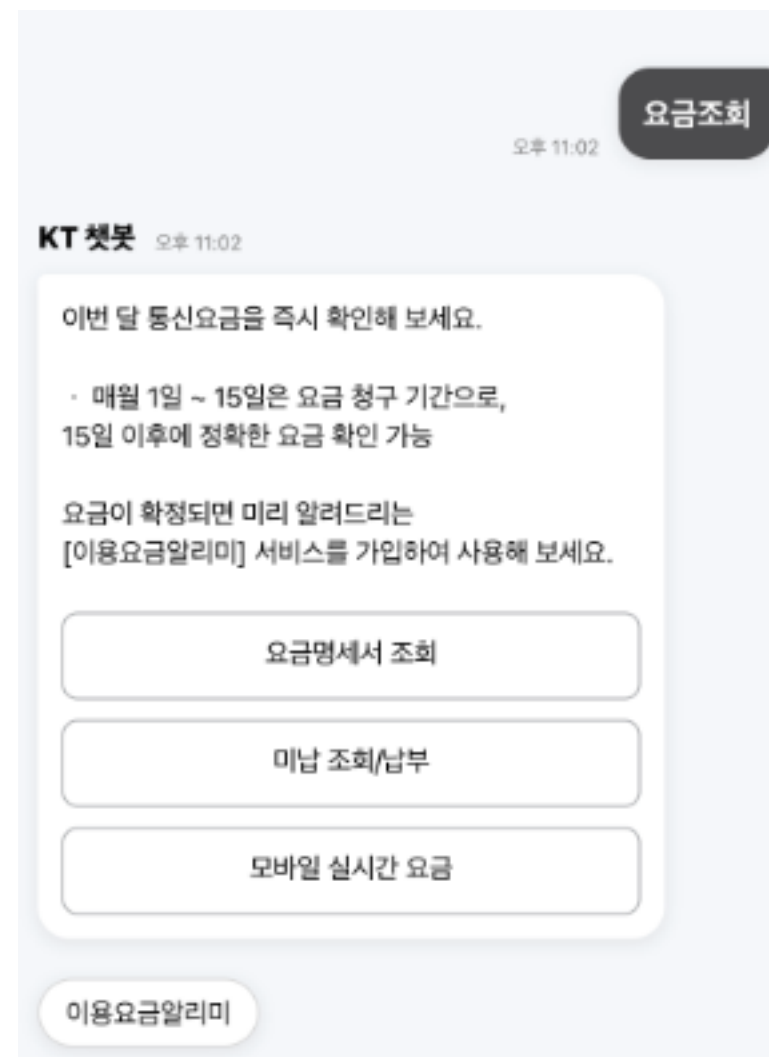 요금조회
오후 11:02
KT 챗봇 오후 11:02
이번 달 통신요금을 즉시 확인해 보세요.
· 매월 1일 ~ 15일은 요금 청구 기간으로,
15일 이후에 정확한 요금 확인 가능
요금이 확정되면 미리 알려드리는
[이용요금알리미] 서비스를 가입하여 사용해 보세요.
요금명세서 조회
미납 조회/납부
모바일 실시간 요금
이용요금알리미